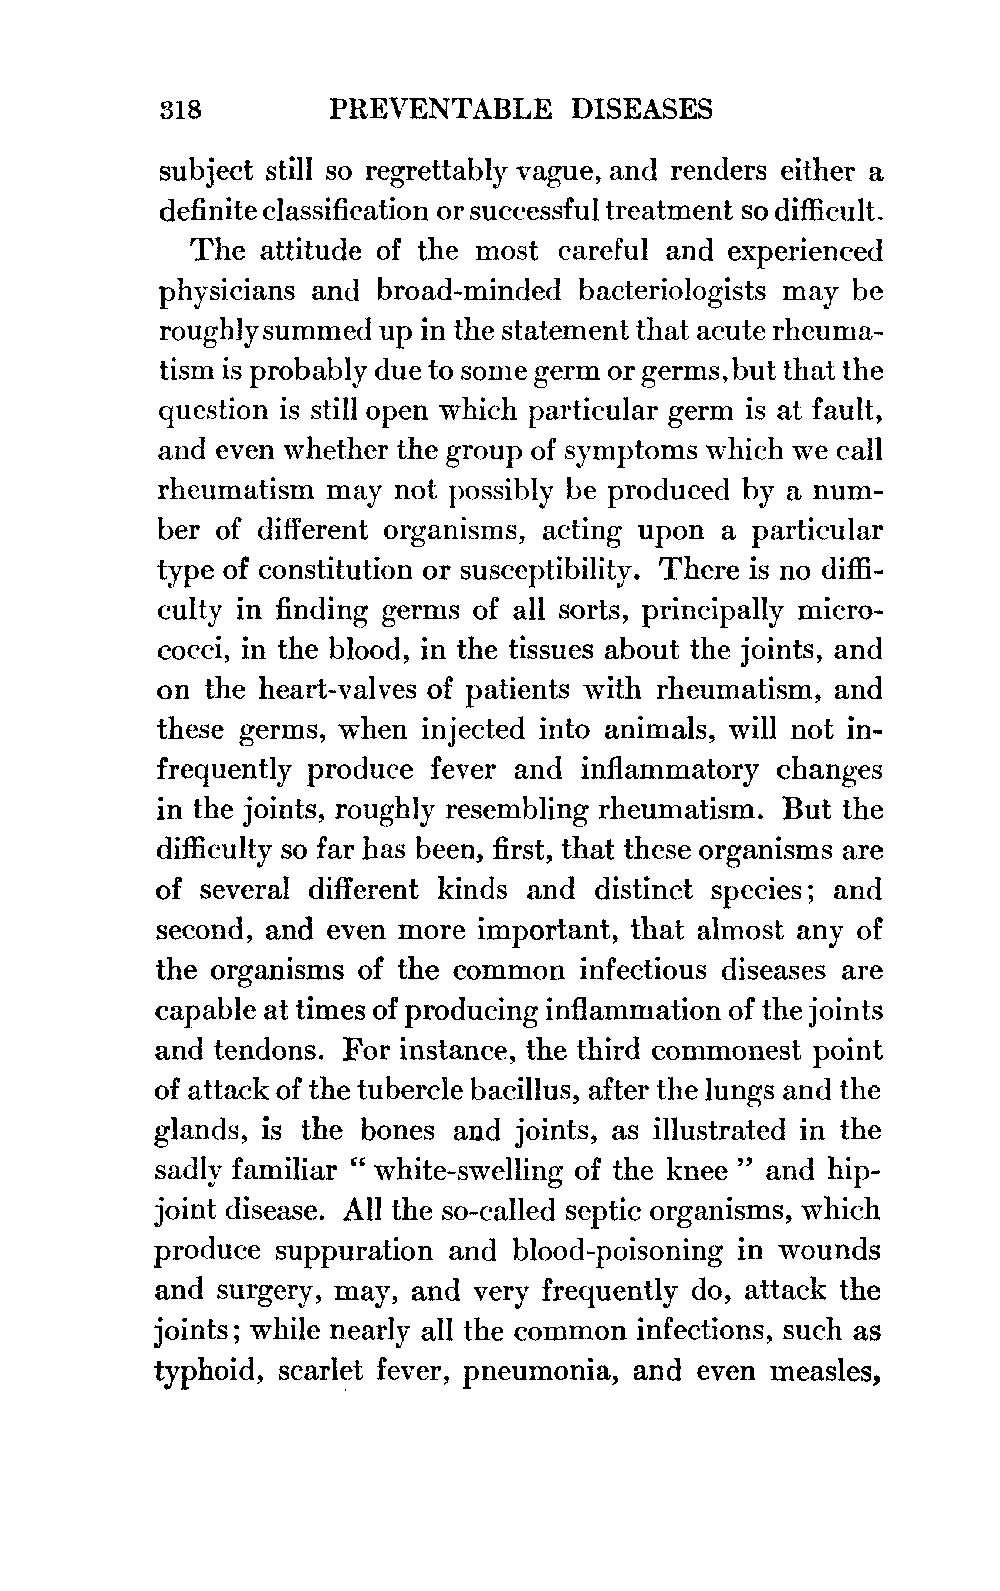 318 PREVENTABLE DISEASES
subject still so regrettably vague, and renders either a
definite classification or successful treatment so difficult.
The attitude of the most careful and experienced
physicians and broad-minded bacteriologists may be
roughly summed up in the statement that acute rheuma-
tism is probably due to some germ or germs, but that the
question is still open which particular germ is at fault,
and even whether the group of symptoms which we call
rheumatism may not possibly be produced by a num-
ber of different organisms, acting upon a particular
type of constitution or susceptibility. There is no diffi-
culty in finding germs of all sorts, principally micro-
cocci, in the blood, in the tissues about the joints, and
on the heart-valves of patients with rheumatism, and
these germs, when injected into animals, will not in-
frequently produce fever and inflammatory changes
in the joints, roughly resembling rheumatism. But the
difficulty so far has been, first, that these organisms are
of several different kinds and distinct species; and
second, and even more important, that almost any of
the organisms of the common infectious diseases are
capable at times of producing inflammation of the joints
and tendons. For instance, the third commonest point
of attack of the tubercle bacillus, after the lungs and the
glands, is the bones and joints, as illustrated in the
sadly familiar “ white-swelling of the knee ” and hip-
joint disease. All the so-called septic organisms, which
produce suppuration and blood-poisoning in wounds
and surgery, may, and very frequently do, attack the
joints; while nearly all the common infections, such as
typhoid, scarlet fever, pneumonia, and even measles,